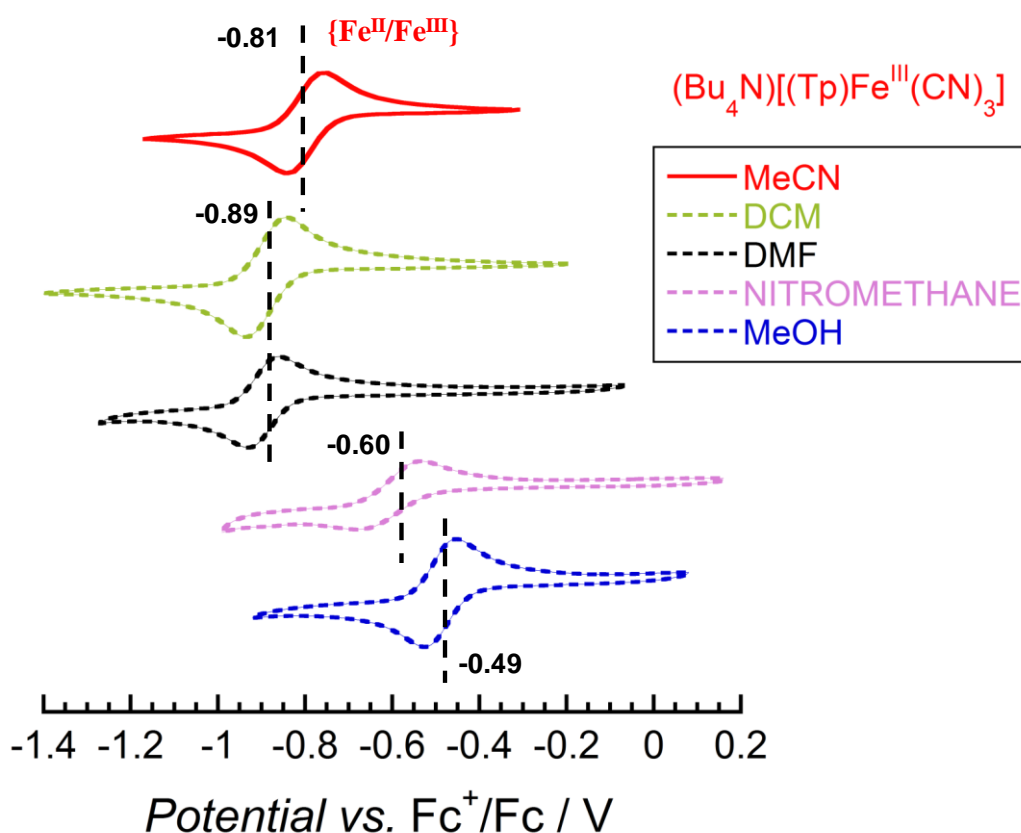 -0.81 {Feᴵᴵ/Feᴵᴵᴵ}
(Bu₄N)[(Tp)Feᴵᴵᴵ(CN)₃]
MeCN
DCM
DMF
NITROMETHANE
MeOH
-0.89
-0.60
-0.49
-1.4 -1.2 -1 -0.8 -0.6 -0.4 -0.2 0 0.2
Potential vs. Fc⁺/Fc / V